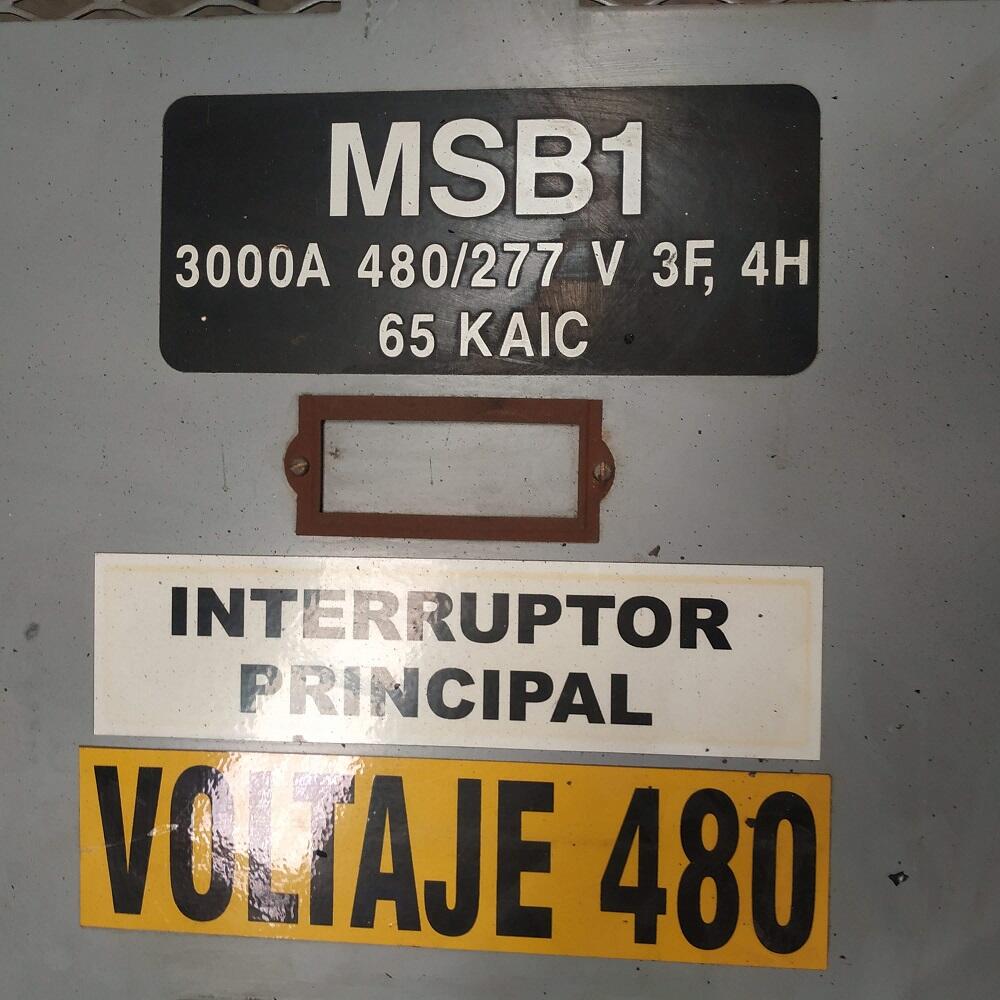 MSB1
3000A 480/277 V 3F, 4H
65 KAIC
INTERRUPTOR
PRINCIPAL
VOLTAJE 480